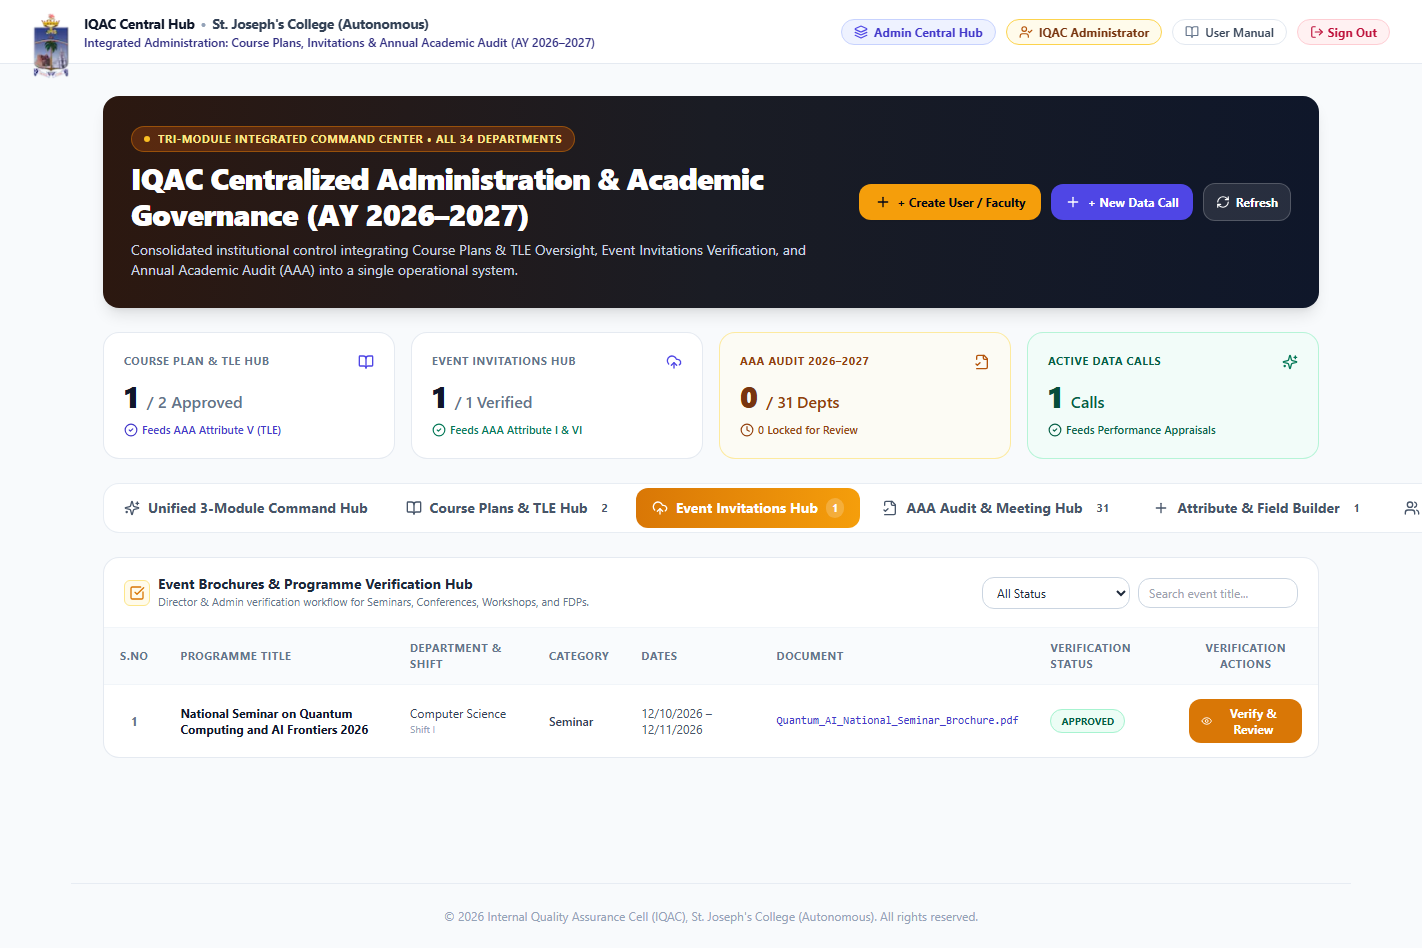 IQAC Central Hub • St. Joseph's College (Autonomous)
Integrated Administration: Course Plans, Invitations & Annual Academic Audit (AY 2026–2027)
Admin Central Hub
IQAC Administrator
User Manual
Sign Out
TRI-MODULE INTEGRATED COMMAND CENTER • ALL 34 DEPARTMENTS
IQAC Centralized Administration & Academic
Governance (AY 2026–2027)
Consolidated institutional control integrating Course Plans & TLE Oversight, Event Invitations Verification, and
Annual Academic Audit (AAA) into a single operational system.
+ Create User / Faculty
+ New Data Call
Refresh
COURSE PLAN & TLE HUB
1 / 2 Approved
Feeds AAA Attribute V (TLE)
EVENT INVITATIONS HUB
1 / 1 Verified
Feeds AAA Attribute I & VI
AAA AUDIT 2026–2027
0 / 31 Depts
0 Locked for Review
ACTIVE DATA CALLS
1 Calls
Feeds Performance Appraisals
Unified 3-Module Command Hub
Course Plans & TLE Hub 2
Event Invitations Hub 1
AAA Audit & Meeting Hub 31
Attribute & Field Builder 1
Event Brochures & Programme Verification Hub
Director & Admin verification workflow for Seminars, Conferences, Workshops, and FDPs.
All Status
Search event title...
S.NO
PROGRAMME TITLE
DEPARTMENT &
SHIFT
CATEGORY
DATES
DOCUMENT
VERIFICATION
STATUS
VERIFICATION
ACTIONS
1
National Seminar on Quantum
Computing and AI Frontiers 2026
Computer Science
Shift I
Seminar
12/10/2026 –
12/11/2026
Quantum_AI_National_Seminar_Brochure.pdf
APPROVED
Verify &
Review
© 2026 Internal Quality Assurance Cell (IQAC), St. Joseph's College (Autonomous). All rights reserved.